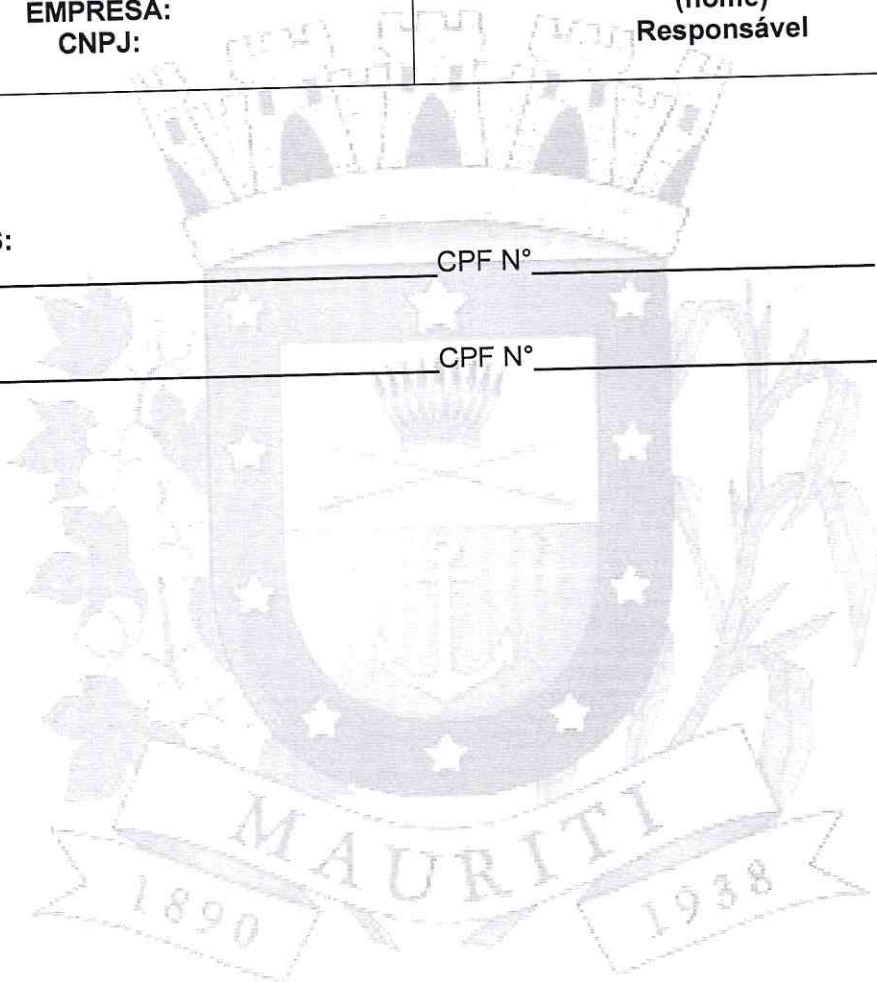 EMPRESA:
CNPJ:
(nome)
Responsável
S:
CPF N°
CPF N°
MAURITI
1890
1938